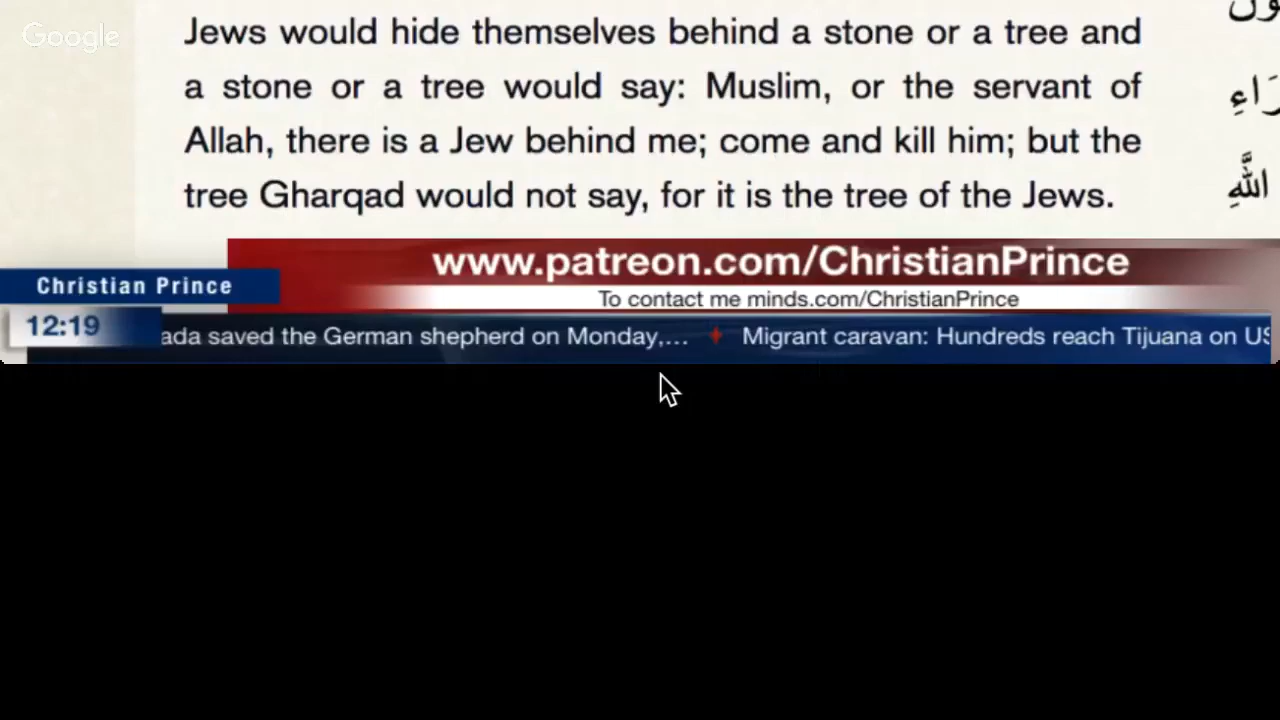 Google
Jews would hide themselves behind a stone or a tree and
a stone or a tree would say: Muslim, or the servant of
Allah, there is a Jew behind me; come and kill him; but the
tree Gharqad would not say, for it is the tree of the Jews.
اللَّهِ
www.patreon.com/ChristianPrince
Christian Prince
To contact me minds.com/ChristianPrince
12:19
ada saved the German shepherd on Monday,... Migrant caravan: Hundreds reach Tijuana on US